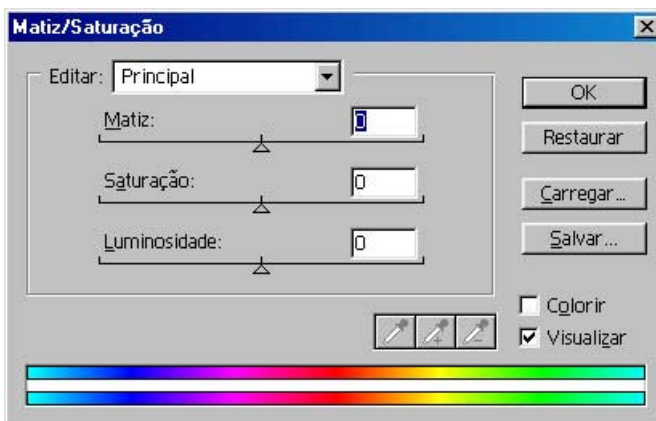 Matiz/Saturação
Editar: Principal
Matiz: 0
Saturação: 0
Luminosidade: 0
OK
Restaurar
Carregar...
Salvar...
Colorir
Visualizar